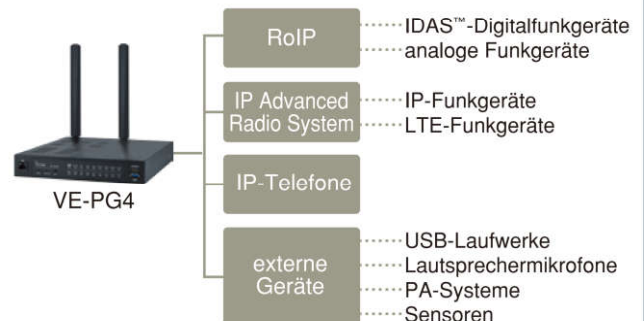 RoIP
IDAS™-Digitalfunkgeräte
analoge Funkgeräte
IP Advanced
Radio System
IP-Funkgeräte
LTE-Funkgeräte
VE-PG4
IP-Telefone
externe
Geräte
USB-Laufwerke
Lautsprechermikrofone
PA-Systeme
Sensoren